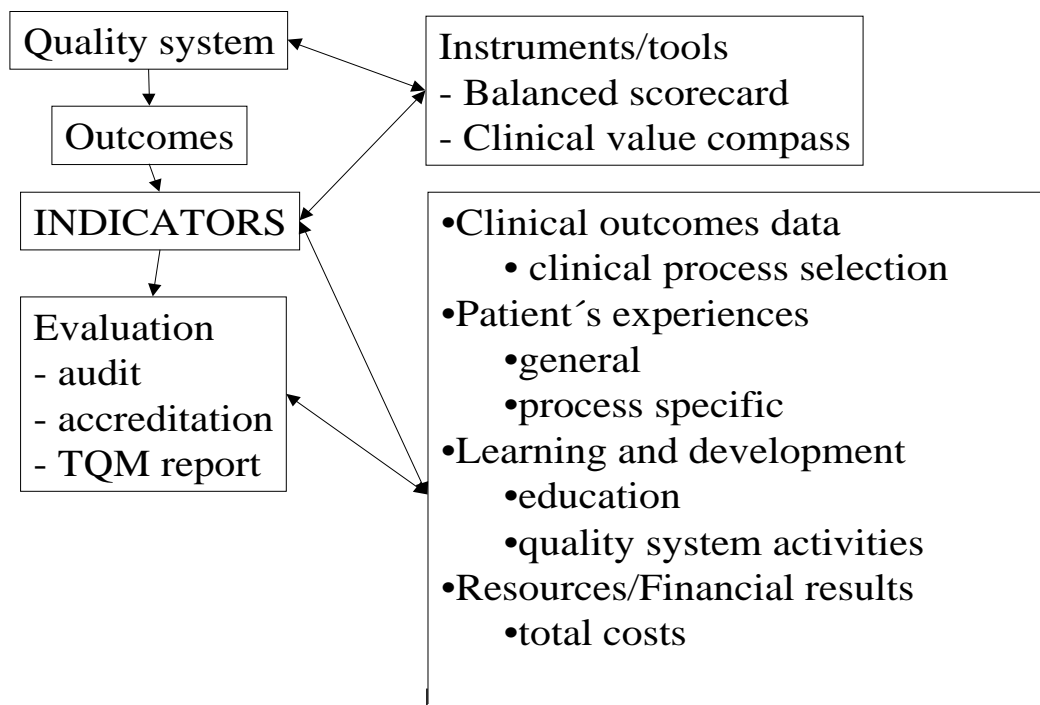 Quality system
Outcomes
INDICATORS
Evaluation
- audit
- accreditation
- TQM report
Instruments/tools
- Balanced scorecard
- Clinical value compass
•Clinical outcomes data
• clinical process selection
•Patient´s experiences
•general
•process specific
•Learning and development
•education
•quality system activities
•Resources/Financial results
•total costs